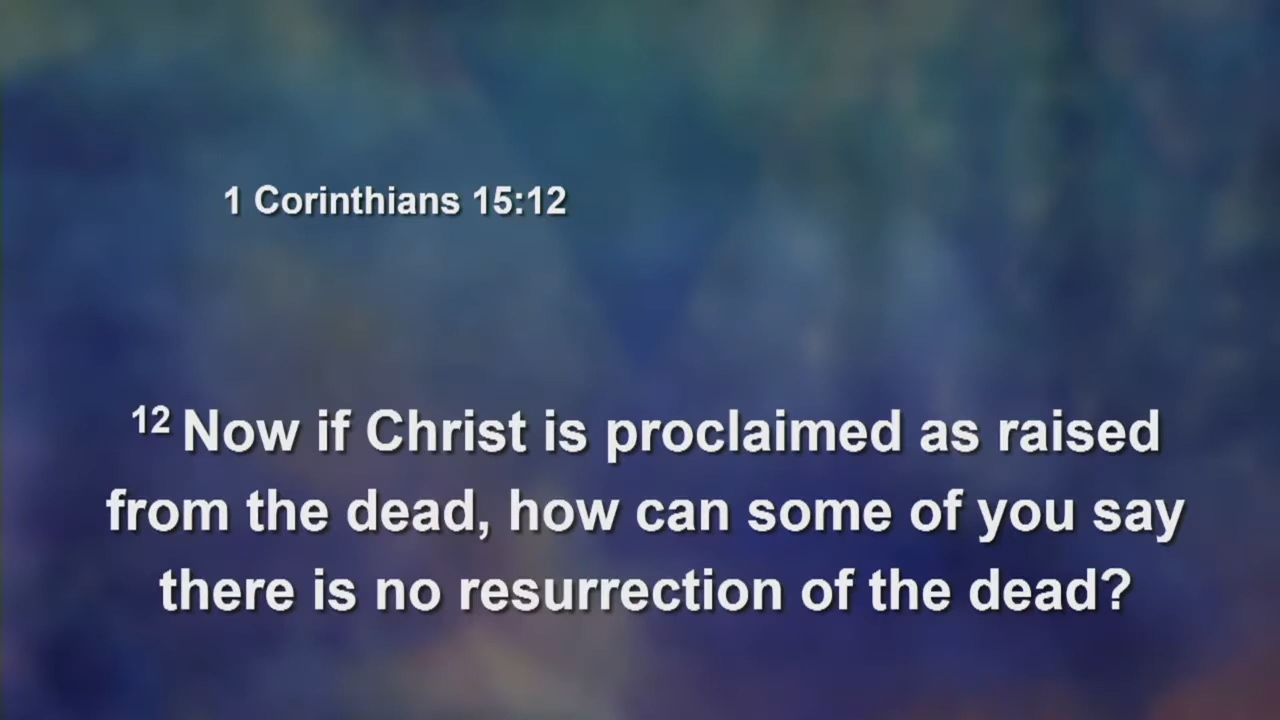 1 Corinthians 15:12
12 Now if Christ is proclaimed as raised
from the dead, how can some of you say
there is no resurrection of the dead?